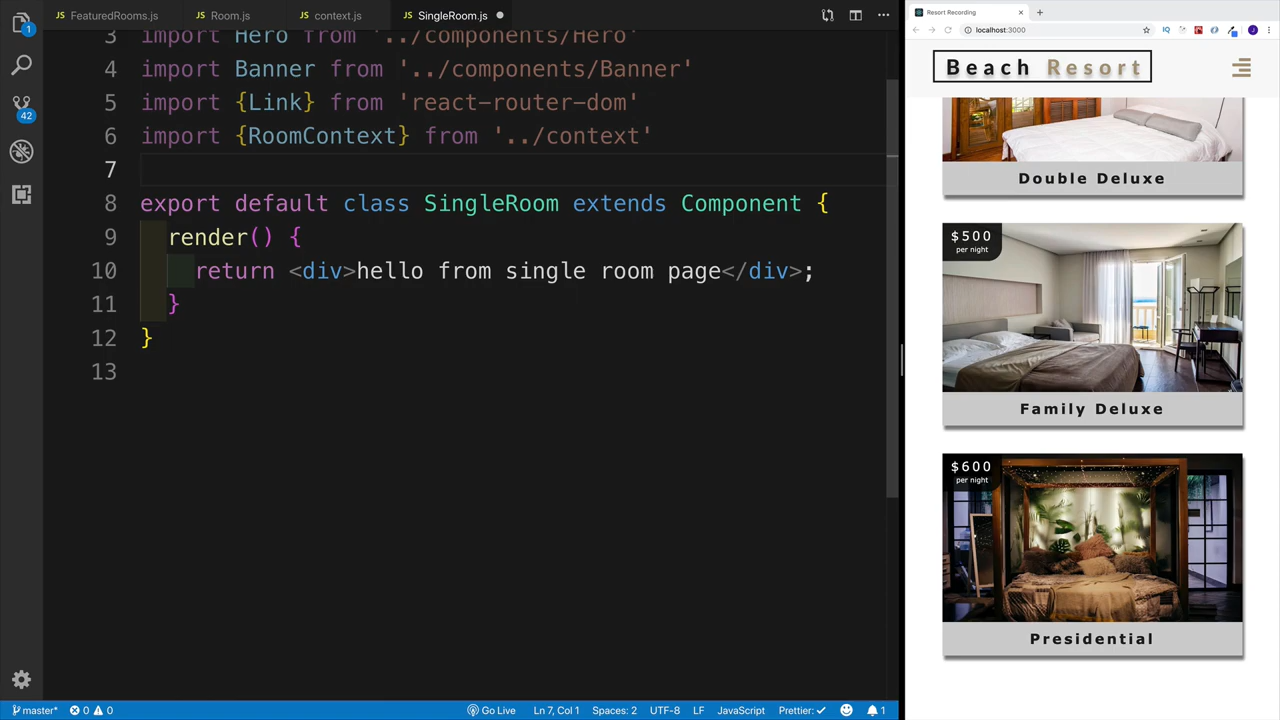 FeaturedRooms.js
Room.js
context.js
SingleRoom.js
3 import Hero from '../components/Hero'
4 import Banner from '../components/Banner'
5 import {Link} from 'react-router-dom'
6 import {RoomContext} from '../context'
7
8 export default class SingleRoom extends Component {
9 render() {
10 return <div>hello from single room page</div>;
11 }
12 }
13
1
42
master*
0
0
Go Live
Ln 7, Col 1
Spaces: 2
UTF-8
LF
JavaScript
Prettier: ✓
1
Resort Recording
localhost:3000
IQ
J
Beach Resort
Double Deluxe
$500
per night
Family Deluxe
$600
per night
Presidential